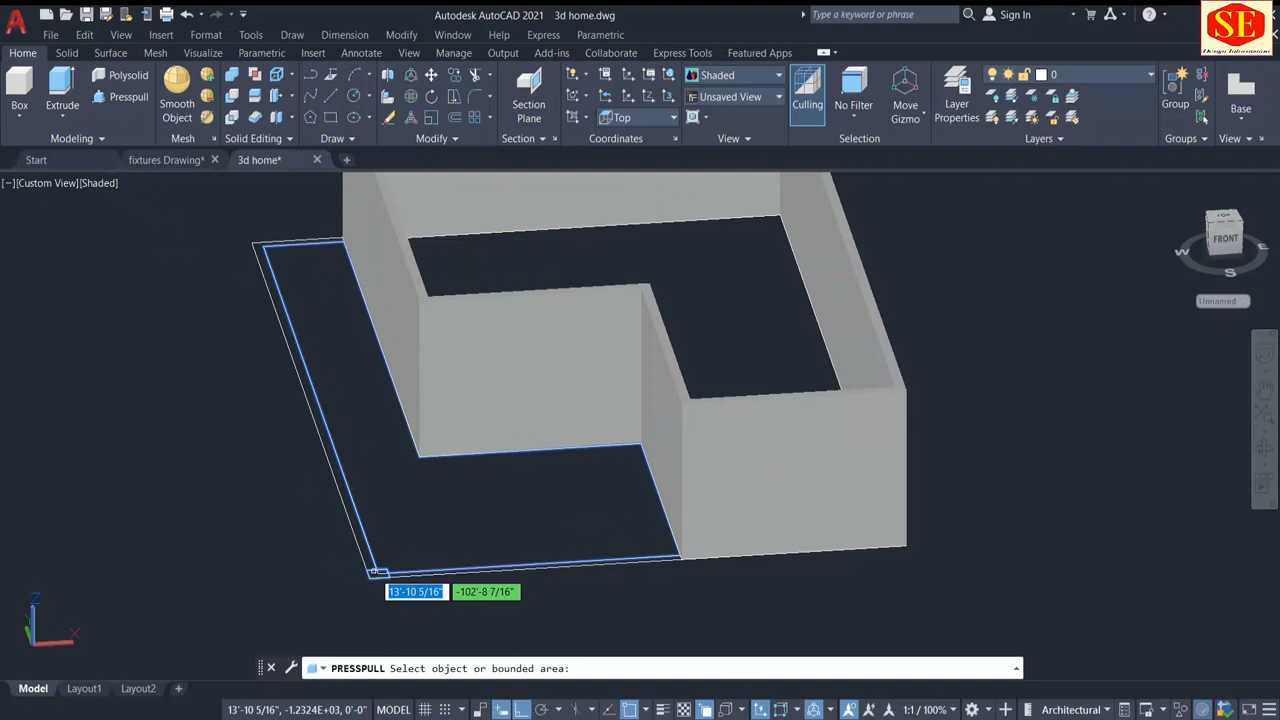 Autodesk AutoCAD 2021 3d home.dwg
Type a keyword or phrase
Sign In
SE
Design Information
File Edit View Insert Format Tools Draw Dimension Modify Window Help Express Parametric
Home Solid Surface Mesh Visualize Parametric Insert Annotate View Manage Output Add-ins Collaborate Express Tools Featured Apps
Box
Extrude
Polysolid
Presspull
Smooth
Object
Section
Plane
Top
Shaded
Unsaved View
Culling
No Filter
Move
Gizmo
Layer
Properties
0
Group
Base
Modeling
Mesh
Solid Editing
Draw
Modify
Section
Coordinates
View
Selection
Layers
Groups
View
Start
fixtures Drawing*
3d home*
[−][Custom View][Shaded]
TOP
FRONT
W
E
S
Unnamed
13'-10 5/16"
-102'-8 7/16"
Z
X
PRESSPULL Select object or bounded area:
Model Layout1 Layout2
13'-10 5/16", -1.2324E+03, 0'-0" MODEL
1:1 / 100%
Architectural